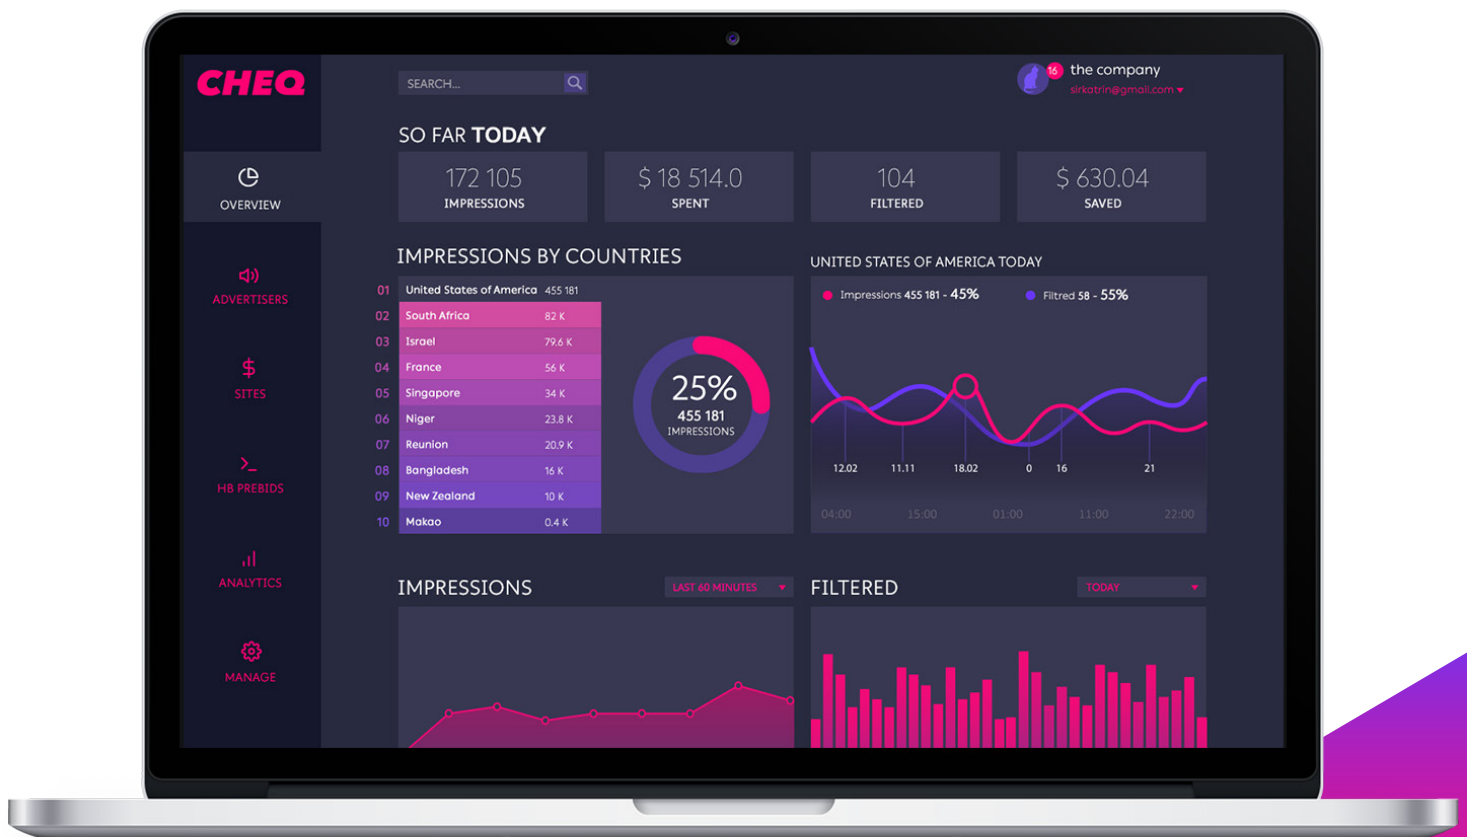 CHEQ
SEARCH...
16
the company
sirkatrin@gmail.com
SO FAR TODAY
172 105
IMPRESSIONS
$ 18 514.0
SPENT
104
FILTERED
$ 630.04
SAVED
OVERVIEW
ADVERTISERS
SITES
HB PREBIDS
ANALYTICS
MANAGE
IMPRESSIONS BY COUNTRIES
01 United States of America 455 181
02 South Africa 82 K
03 Israel 79.6 K
04 France 56 K
05 Singapore 34 K
06 Niger 23.8 K
07 Reunion 20.9 K
08 Bangladesh 16 K
09 New Zealand 10 K
10 Makao 0.4 K
25%
455 181
IMPRESSIONS
UNITED STATES OF AMERICA TODAY
Impressions 455 181 - 45%
Filtred 58 - 55%
12.02 11.11 18.02 0 16 21
04:00 15:00 01:00 11:00 22:00
IMPRESSIONS
LAST 60 MINUTES
FILTERED
TODAY